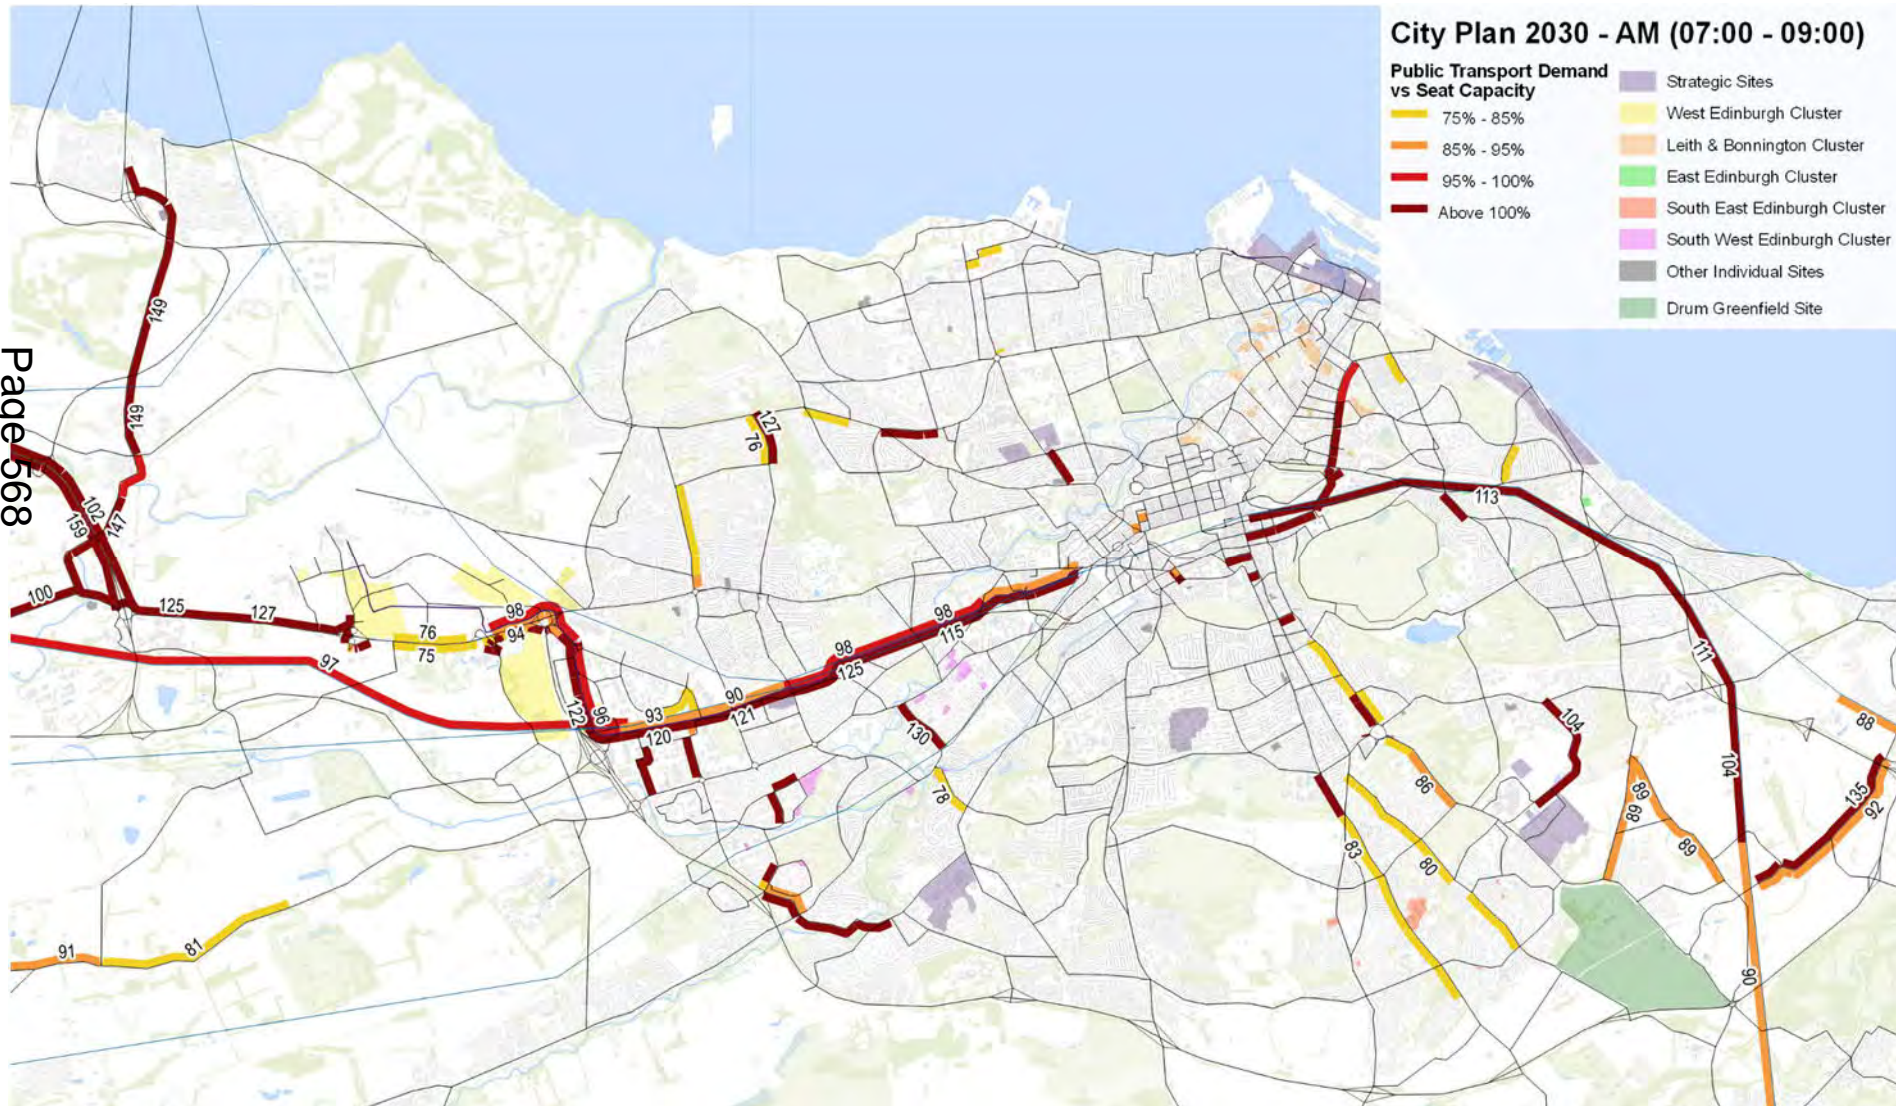 City Plan 2030 - AM (07:00 - 09:00)
Public Transport Demand
vs Seat Capacity
75% - 85%
85% - 95%
95% - 100%
Above 100%
Strategic Sites
West Edinburgh Cluster
Leith & Bonnington Cluster
East Edinburgh Cluster
South East Edinburgh Cluster
South West Edinburgh Cluster
Other Individual Sites
Drum Greenfield Site
Page 568
149
149
102
159
147
100
125
127
97
76
75
98
94
122
96
93
120
90
121
98
125
98
115
127
76
130
78
113
111
104
104
88
135
92
89
89
89
90
86
80
83
91
81